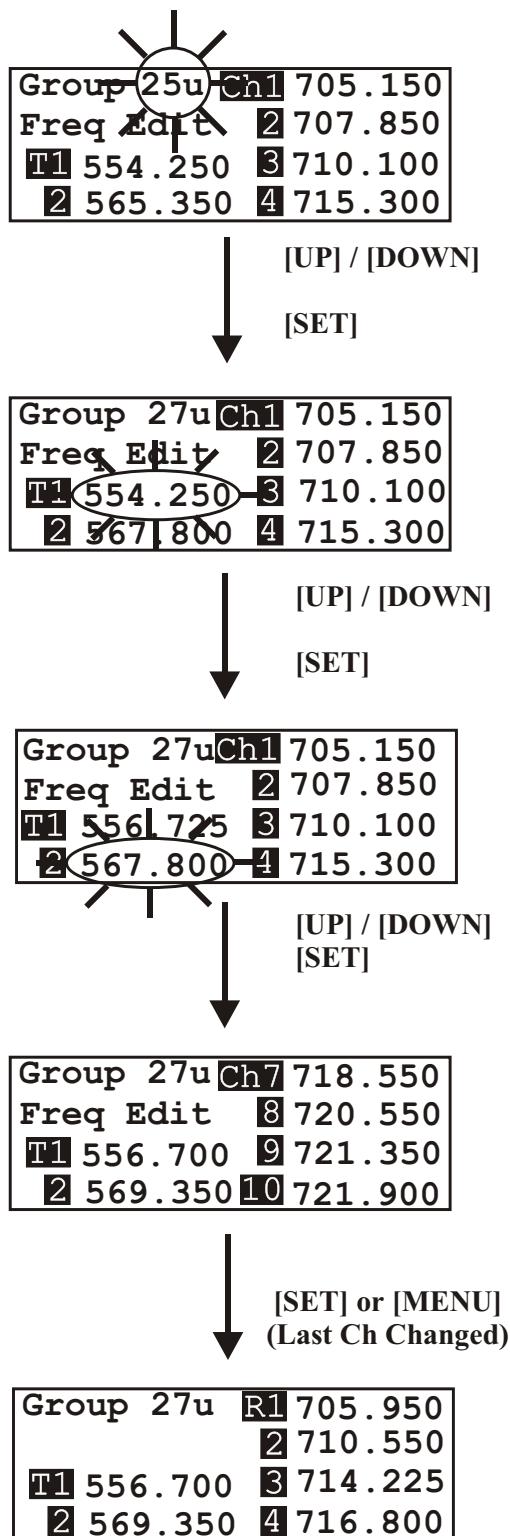 Group 25u Ch1 705.150
Freq Edit 2 707.850
T1 554.250 3 710.100
2 565.350 4 715.300
[UP] / [DOWN]
[SET]
Group 27u Ch1 705.150
Freq Edit 2 707.850
T1 554.250 3 710.100
2 567.800 4 715.300
[UP] / [DOWN]
[SET]
Group 27u Ch1 705.150
Freq Edit 2 707.850
T1 556.725 3 710.100
2 567.800 4 715.300
[UP] / [DOWN]
[SET]
Group 27u Ch7 718.550
Freq Edit 8 720.550
T1 556.700 9 721.350
2 569.350 10 721.900
[SET] or [MENU]
(Last Ch Changed)
Group 27u R1 705.950
2 710.550
T1 556.700 3 714.225
2 569.350 4 716.800